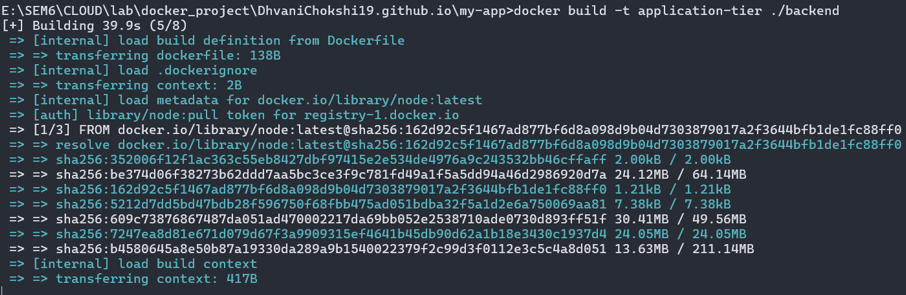 E:\SEM6\CLOUD\lab\docker_project\DhvaniChokshi19.github.io\my-app>docker build -t application-tier ./backend
[+] Building 39.9s (5/8)
=> [internal] load build definition from Dockerfile
=> => transferring dockerfile: 138B
=> [internal] load .dockerignore
=> => transferring context: 2B
=> [internal] load metadata for docker.io/library/node:latest
=> [auth] library/node:pull token for registry-1.docker.io
=> [1/3] FROM docker.io/library/node:latest@sha256:162d92c5f1467ad877bf6d8a098d9b04d7303879017a2f3644bfb1de1fc88ff0
=> => resolve docker.io/library/node:latest@sha256:162d92c5f1467ad877bf6d8a098d9b04d7303879017a2f3644bfb1de1fc88ff0
=> => sha256:352006f12f1ac363c55eb8427dbf97415e2e534de4976a9c243532bb46cffaff 2.00kB / 2.00kB
=> => sha256:be374d06f38273b62ddd7aa5bc3ce3f9c781fd49a1f5a5dd94a46d2986920d7a 24.12MB / 64.14MB
=> => sha256:162d92c5f1467ad877bf6d8a098d9b04d7303879017a2f3644bfb1de1fc88ff0 1.21kB / 1.21kB
=> => sha256:5212d7dd5bd47bdb28f596750f68fbb475ad051bdba32f5a1d2e6a750069aa81 7.38kB / 7.38kB
=> => sha256:609c73876867487da051ad470002217da69bb052e2538710ade0730d893ff51f 30.41MB / 49.56MB
=> => sha256:7247ea8d81e671d079d67f3a9909315ef4641b45db90d62a1b18e3430c1937d4 24.05MB / 24.05MB
=> => sha256:b4580645a8e50b87a19330da289a9b1540022379f2c99d3f0112e3c5c4a8d051 13.63MB / 211.14MB
=> [internal] load build context
=> => transferring context: 417B